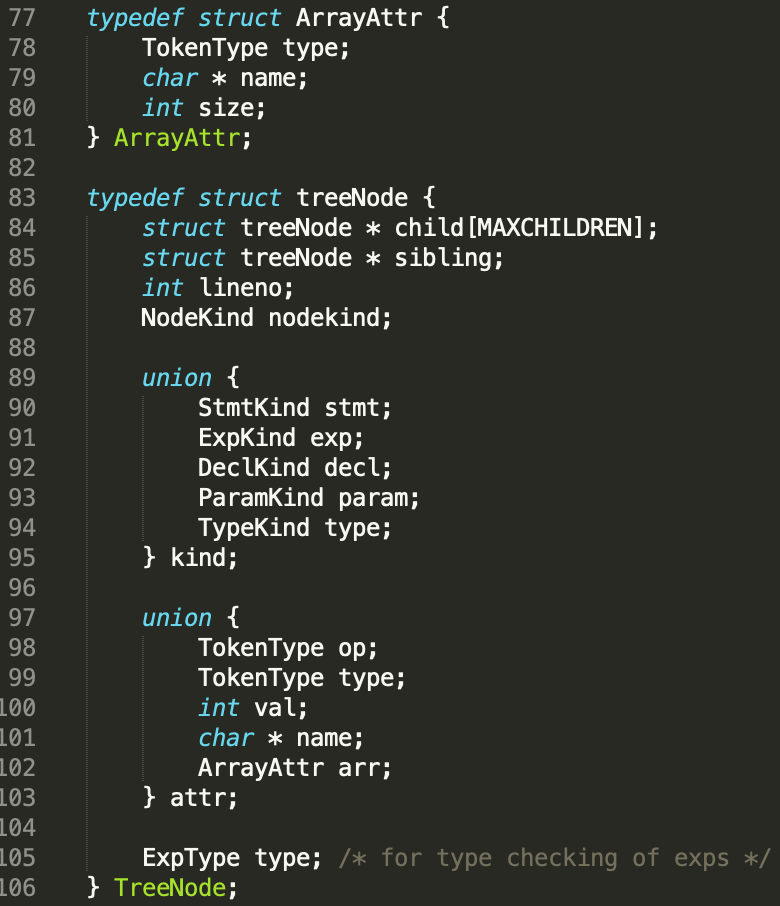 77 typedef struct ArrayAttr {
78 TokenType type;
79 char * name;
80 int size;
81 } ArrayAttr;
82
83 typedef struct treeNode {
84 struct treeNode * child[MAXCHILDREN];
85 struct treeNode * sibling;
86 int lineno;
87 NodeKind nodekind;
88
89 union {
90 StmtKind stmt;
91 ExpKind exp;
92 DeclKind decl;
93 ParamKind param;
94 TypeKind type;
95 } kind;
96
97 union {
98 TokenType op;
99 TokenType type;
100 int val;
101 char * name;
102 ArrayAttr arr;
103 } attr;
104
105 ExpType type; /* for type checking of exps */
106 } TreeNode;